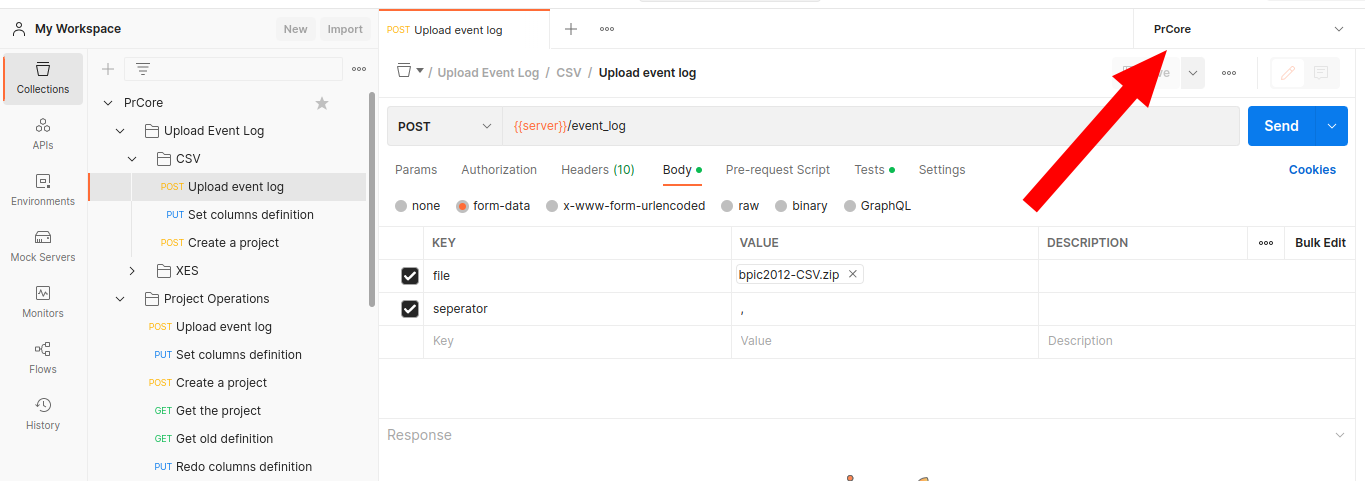 My Workspace
New
Import
POST Upload event log
PrCore
Collections
APIs
Environments
Mock Servers
Monitors
Flows
History
PrCore
Upload Event Log
CSV
POST Upload event log
PUT Set columns definition
POST Create a project
XES
Project Operations
POST Upload event log
PUT Set columns definition
POST Create a project
GET Get the project
GET Get old definition
PUT Redo columns definition
/ Upload Event Log / CSV / Upload event log
POST
{{server}}/event_log
Send
Params Authorization Headers (10) Body Pre-request Script Tests Settings
Cookies
none form-data x-www-form-urlencoded raw binary GraphQL
KEY VALUE DESCRIPTION Bulk Edit
file bpic2012-CSV.zip
seperator ,
Key Value Description
Response